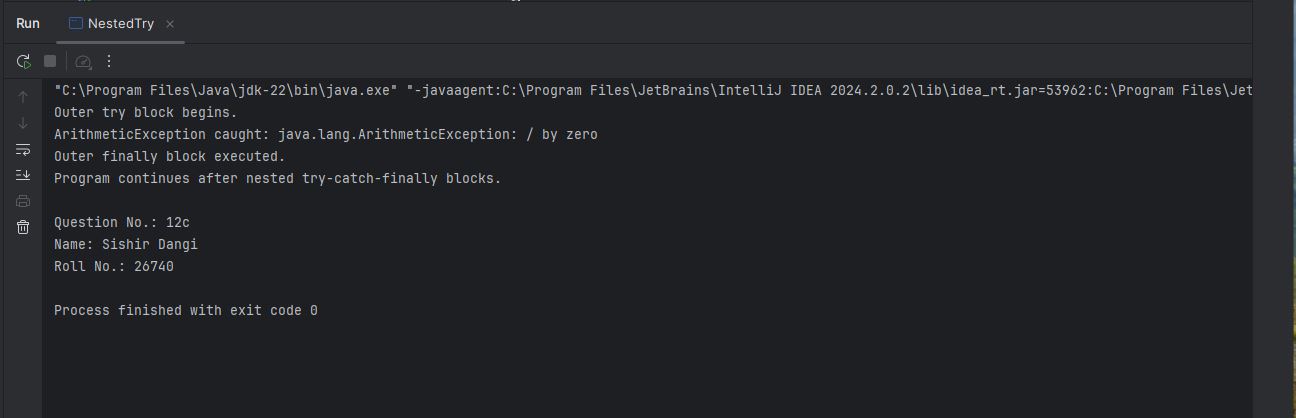 Run NestedTry
"C:\Program Files\Java\jdk-22\bin\java.exe" "-javaagent:C:\Program Files\JetBrains\IntelliJ IDEA 2024.2.0.2\lib\idea_rt.jar=53962:C:\Program Files\Jet
Outer try block begins.
ArithmeticException caught: java.lang.ArithmeticException: / by zero
Outer finally block executed.
Program continues after nested try-catch-finally blocks.
Question No.: 12c
Name: Sishir Dangi
Roll No.: 26740
Process finished with exit code 0